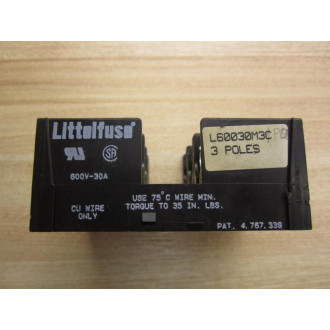 Littelfuse®
600V-30A
L60030M3C
3 POLES
CU WIRE
ONLY
USE 75°C WIRE MIN.
TORQUE TO 35 IN. LBS.
PAT. 4,767,339